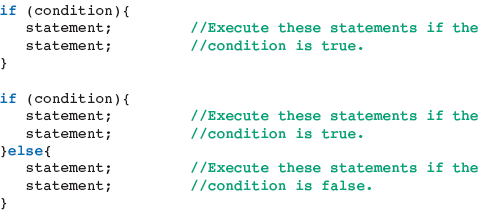 if (condition){
   statement;          //Execute these statements if the
   statement;          //condition is true.
}
if (condition){
   statement;          //Execute these statements if the
   statement;          //condition is true.
}else{
   statement;          //Execute these statements if the
   statement;          //condition is false.
}